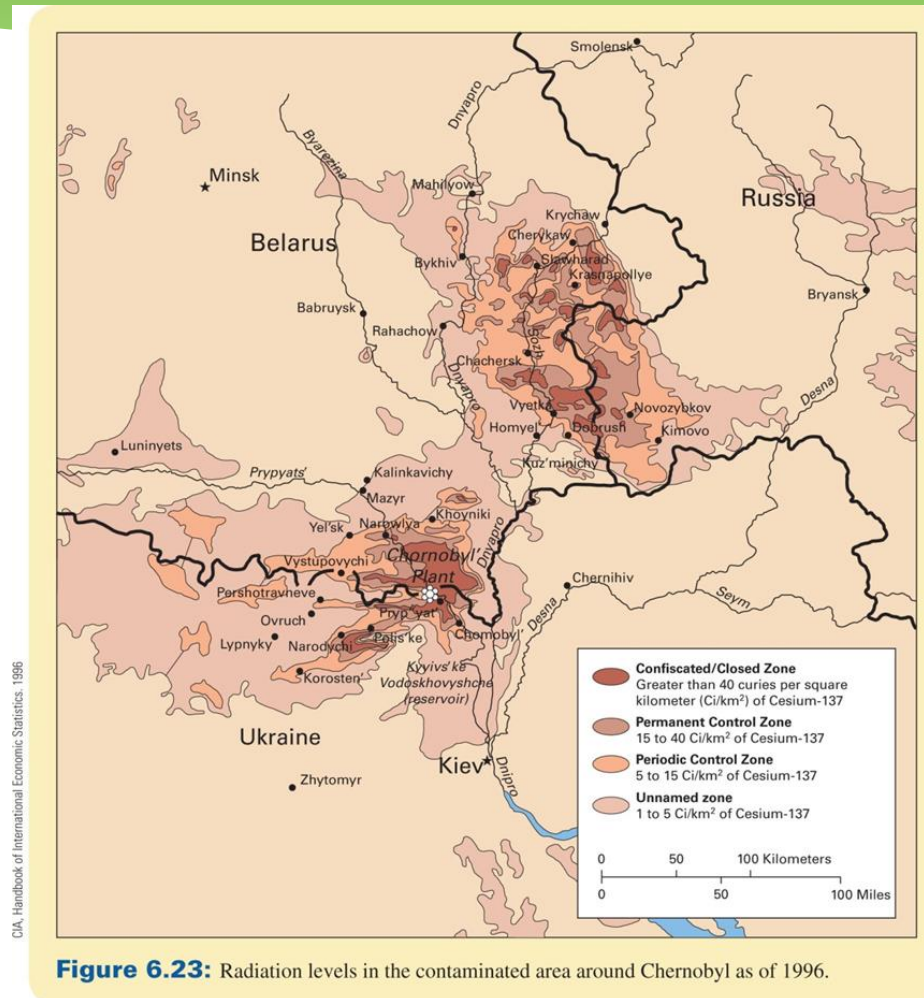 Smolensk
Dnyapro
Byarezina
Minsk
Mahilyow
Russia
Krychaw
Belarus
Cherykaw
Slawharad
Bykhiv
Krasnapollye
Bryansk
Babruysk
Rahachow
Sozh
Chachersk
Dnyapro
Desna
Vyetka
Novozybkov
Homyel'
Dobrush
Kimovo
Luninyets
Kuz'minichy
Prypyats'
Kalinkavichy
Mazyr
Khoyniki
Yel'sk
Narowlya
Dnyapro
Chornobyl'
Plant
Vystupovychi
Chernihiv
Pershotravneve
Desna
Seym
Pryp''yat'
Ovruch
Polis'ke
Chornobyl'
Lypnyky
Narodychi
Kyyivs'ke
Vodoskhovyshche
(reservoir)
Korosten'
Ukraine
Kiev
Zhytomyr
Dnipro
Confiscated/Closed Zone
Greater than 40 curies per square
kilometer (Ci/km²) of Cesium-137
Permanent Control Zone
15 to 40 Ci/km² of Cesium-137
Periodic Control Zone
5 to 15 Ci/km² of Cesium-137
Unnamed zone
1 to 5 Ci/km² of Cesium-137
0 50 100 Kilometers
0 50 100 Miles
CIA, Handbook of International Economic Statistics. 1996
Figure 6.23: Radiation levels in the contaminated area around Chernobyl as of 1996.